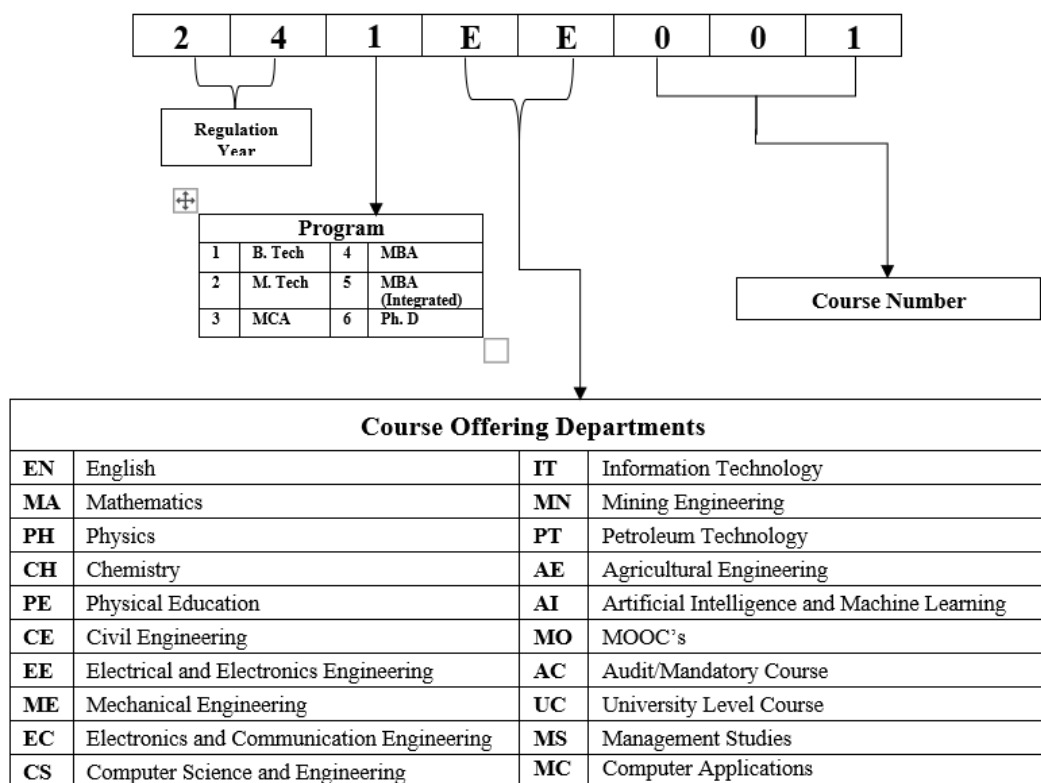 2 4 1 E E 0 0 1
Regulation
Year
Program
1 B. Tech 4 MBA
2 M. Tech 5 MBA
(Integrated)
3 MCA 6 Ph. D
Course Number
Course Offering Departments
EN English IT Information Technology
MA Mathematics MN Mining Engineering
PH Physics PT Petroleum Technology
CH Chemistry AE Agricultural Engineering
PE Physical Education AI Artificial Intelligence and Machine Learning
CE Civil Engineering MO MOOC’s
EE Electrical and Electronics Engineering AC Audit/Mandatory Course
ME Mechanical Engineering UC University Level Course
EC Electronics and Communication Engineering MS Management Studies
CS Computer Science and Engineering MC Computer Applications